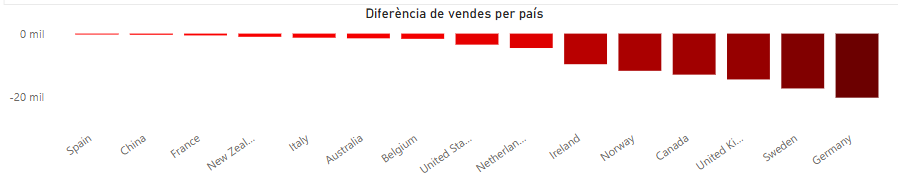 Diferència de vendes per país
0 mil
-20 mil
Spain
China
France
New Zeal...
Italy
Australia
Belgium
United Sta...
Netherlan...
Ireland
Norway
Canada
United Ki...
Sweden
Germany